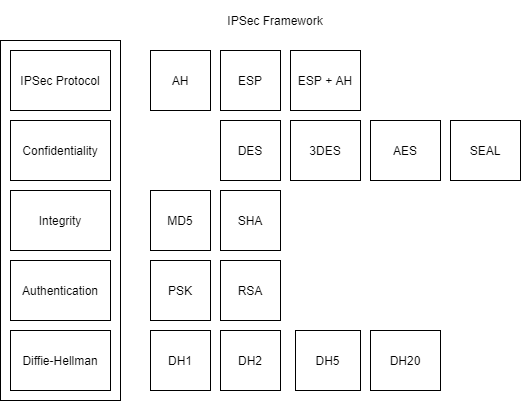 IPSec Framework
IPSec Protocol AH ESP ESP + AH
Confidentiality DES 3DES AES SEAL
Integrity MD5 SHA
Authentication PSK RSA
Diffie-Hellman DH1 DH2 DH5 DH20